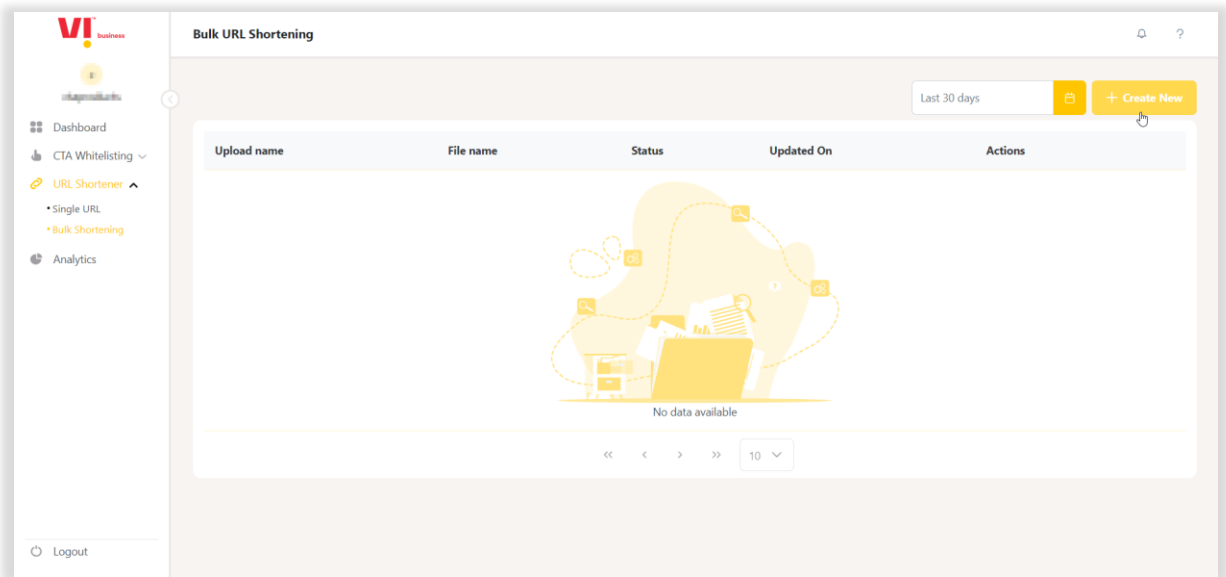 VI business
Bulk URL Shortening
?
Last 30 days
+ Create New
Dashboard
CTA Whitelisting
URL Shortener
• Single URL
• Bulk Shortening
Analytics
Upload name File name Status Updated On Actions
?
No data available
<< < > >> 10
Logout